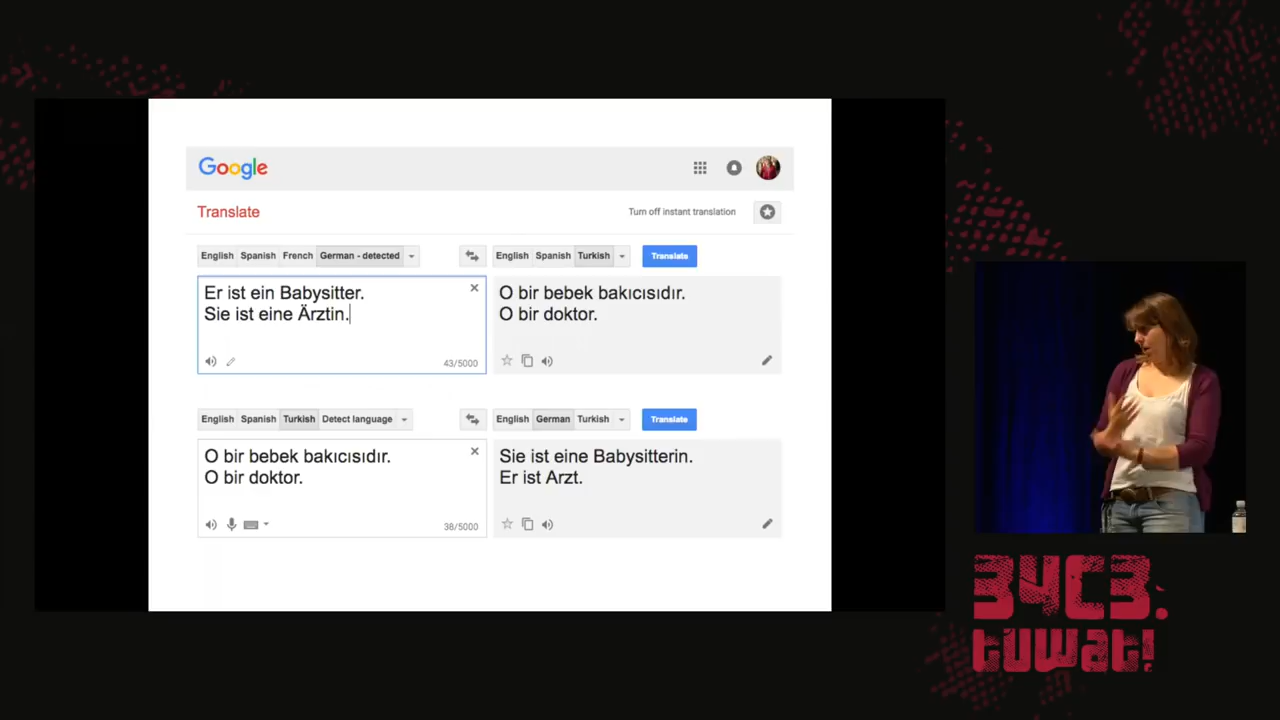 Google
Translate
Turn off instant translation
English Spanish French German - detected
English Spanish Turkish Translate
Er ist ein Babysitter.
Sie ist eine Ärztin.
43/5000
O bir bebek bakıcısıdır.
O bir doktor.
English Spanish Turkish Detect language
English German Turkish Translate
O bir bebek bakıcısıdır.
O bir doktor.
38/5000
Sie ist eine Babysitterin.
Er ist Arzt.
34C3.
tuwat!